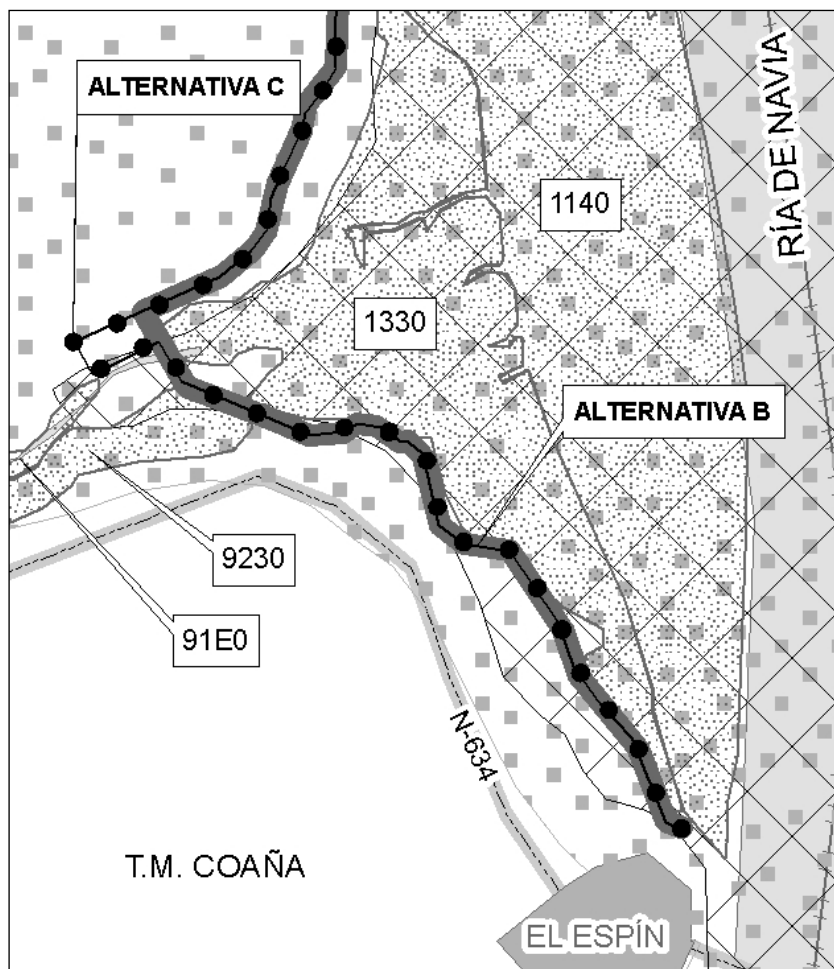 ALTERNATIVA C
RÍA DE NAVIA
1140
1330
ALTERNATIVA B
9230
91E0
N-634
T.M. COAÑA
EL ESPÍN